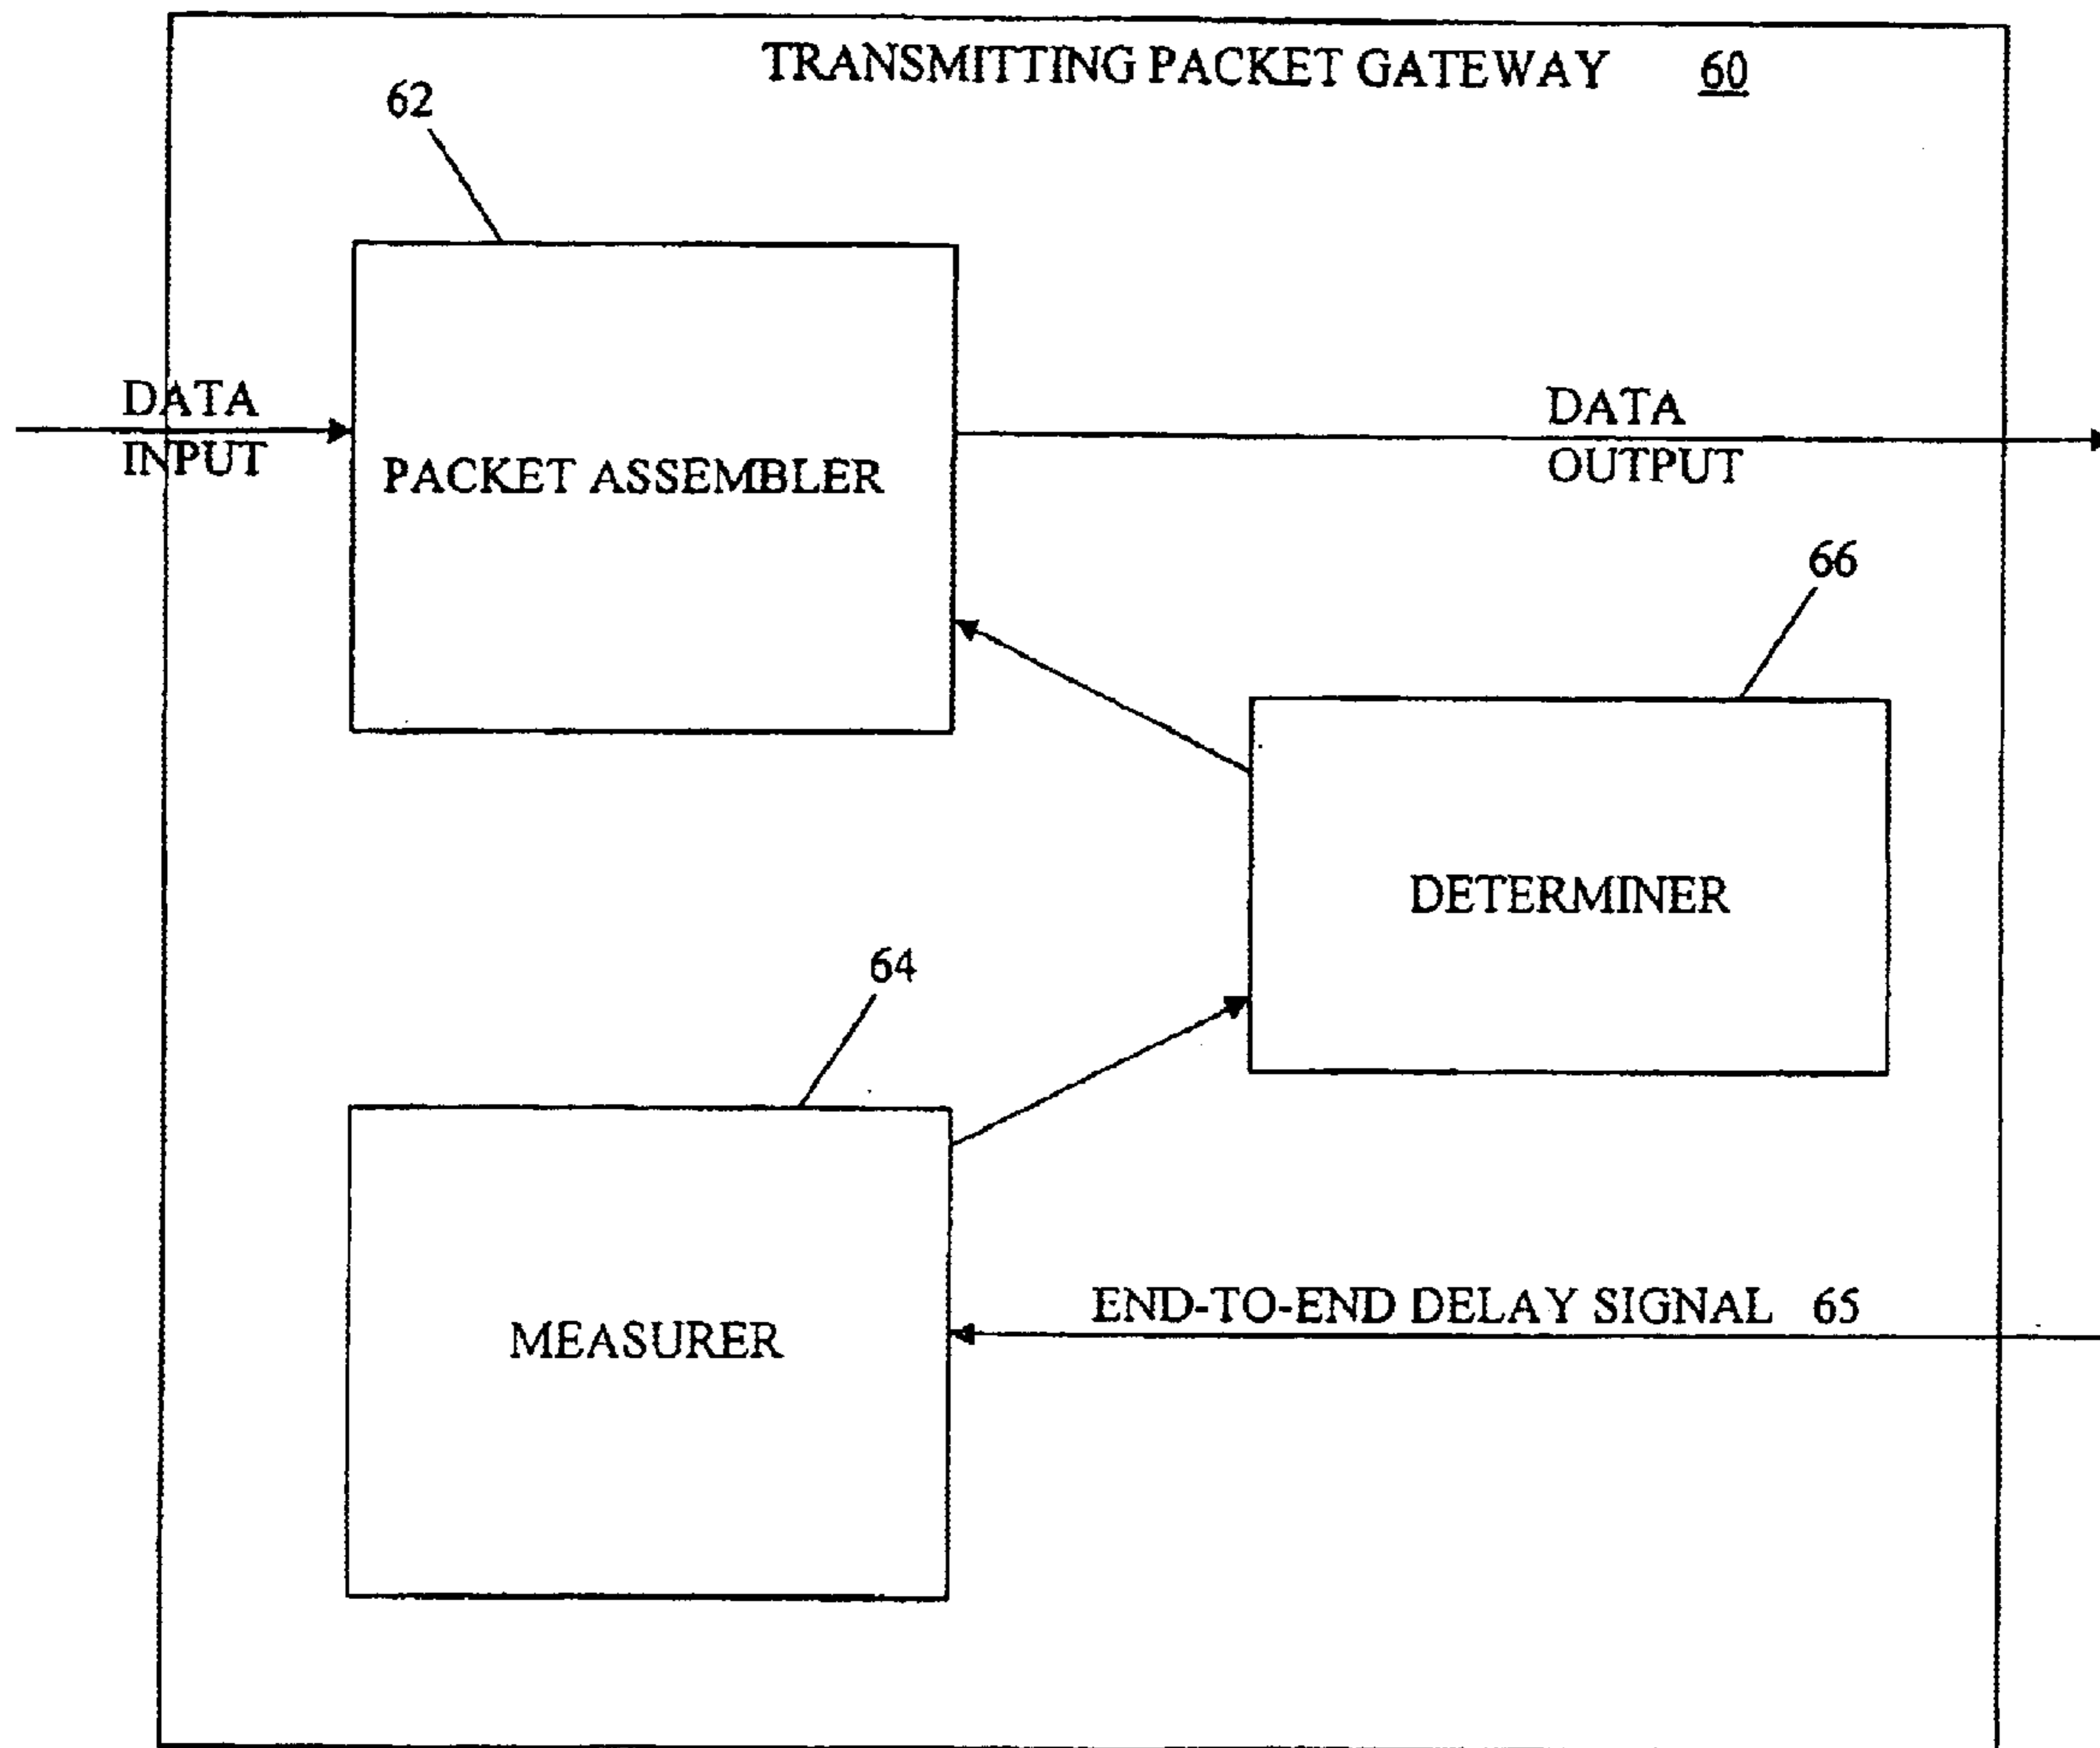 TRANSMITTING PACKET GATEWAY 60
62
DATA
INPUT
PACKET ASSEMBLER
DATA
OUTPUT
66
DETERMINER
64
MEASURER
END-TO-END DELAY SIGNAL 65